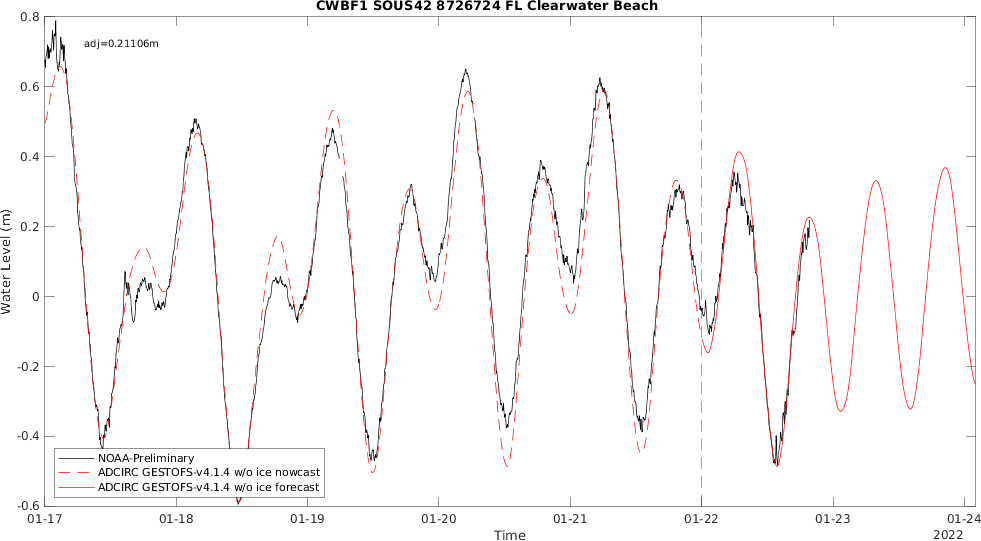 CWBF1 SOUS42 8726724 FL Clearwater Beach
adj=0.21106m
0.8
0.6
0.4
0.2
0
-0.2
-0.4
-0.6
Water Level (m)
NOAA-Preliminary
ADCIRC GESTOFS-v4.1.4 w/o ice nowcast
ADCIRC GESTOFS-v4.1.4 w/o ice forecast
01-17 01-18 01-19 01-20 01-21 01-22 01-23 01-24
Time
2022